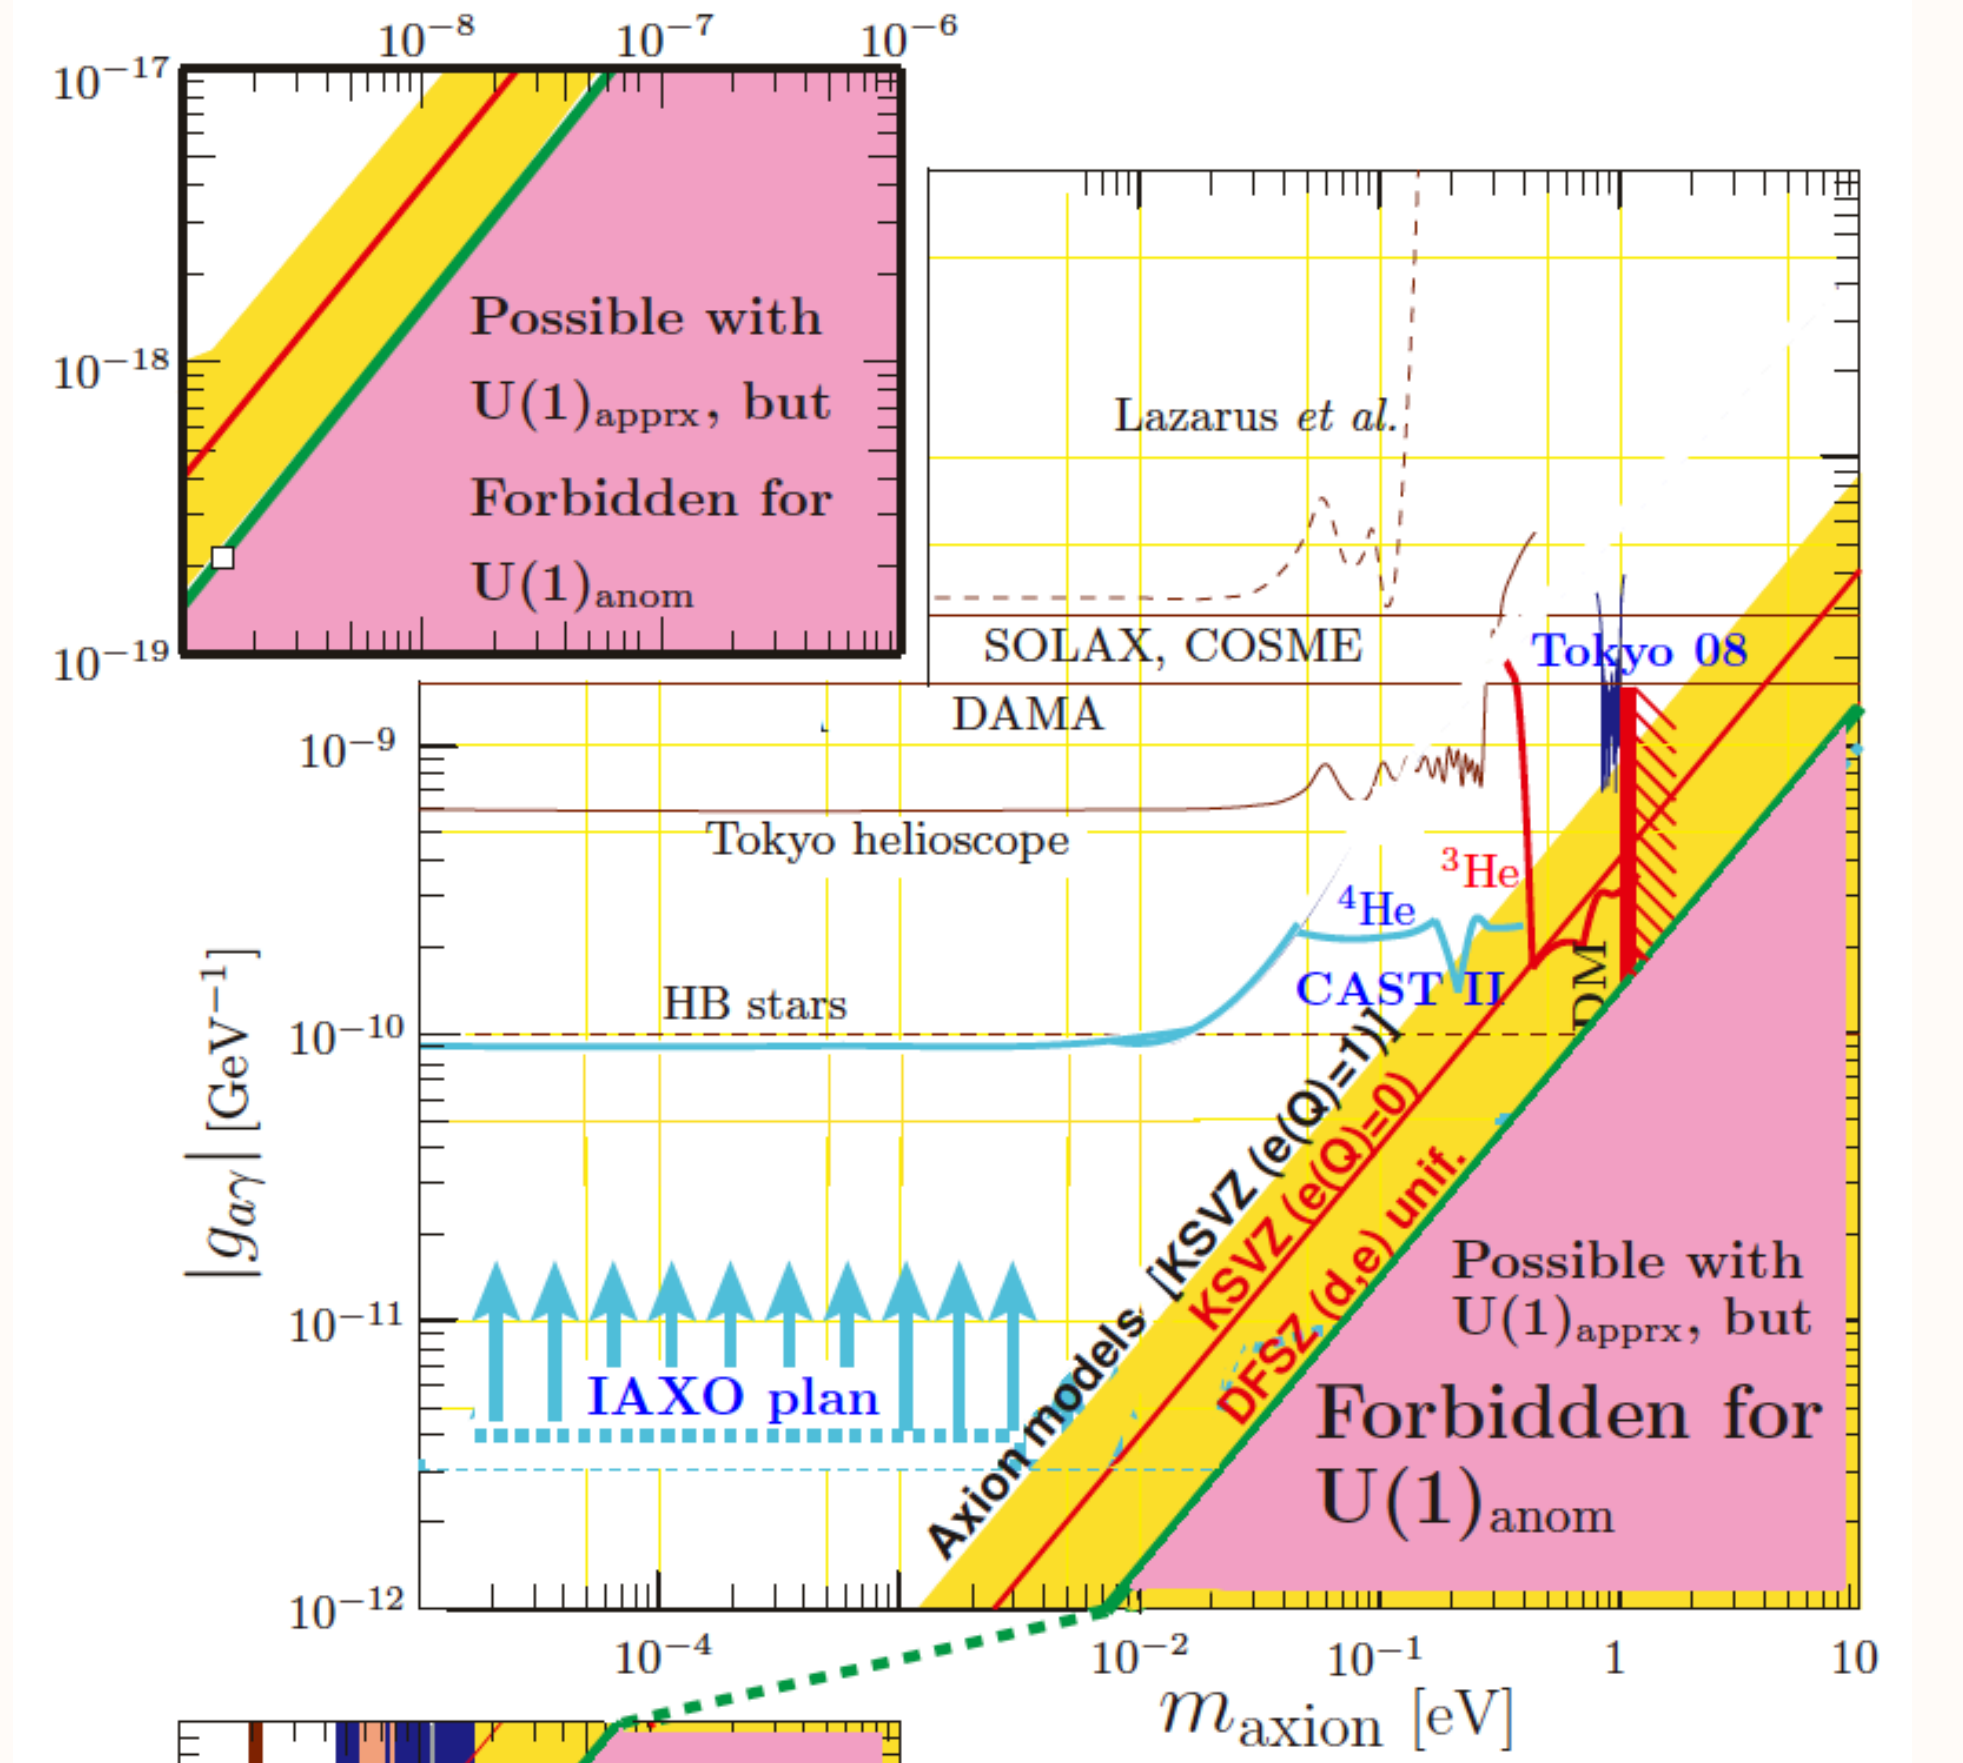 10⁻⁸ 10⁻⁷ 10⁻⁶
10⁻¹⁷
10⁻¹⁸
10⁻¹⁹
Possible with
U(1)apprx, but
Forbidden for
U(1)anom
Lazarus et al.
SOLAX, COSME
Tokyo 08
DAMA
10⁻⁹
Tokyo helioscope
³He
⁴He
CAST II
DM
HB stars
10⁻¹⁰
|gaγ| [GeV⁻¹]
Axion models [KSVZ (e(Q)=1)]
KSVZ (e(Q)=0)
DFSZ (d,e) unif.
10⁻¹¹
IAXO plan
Possible with
U(1)apprx, but
Forbidden for
U(1)anom
10⁻¹²
10⁻⁴ 10⁻² 10⁻¹ 1 10
maxion [eV]